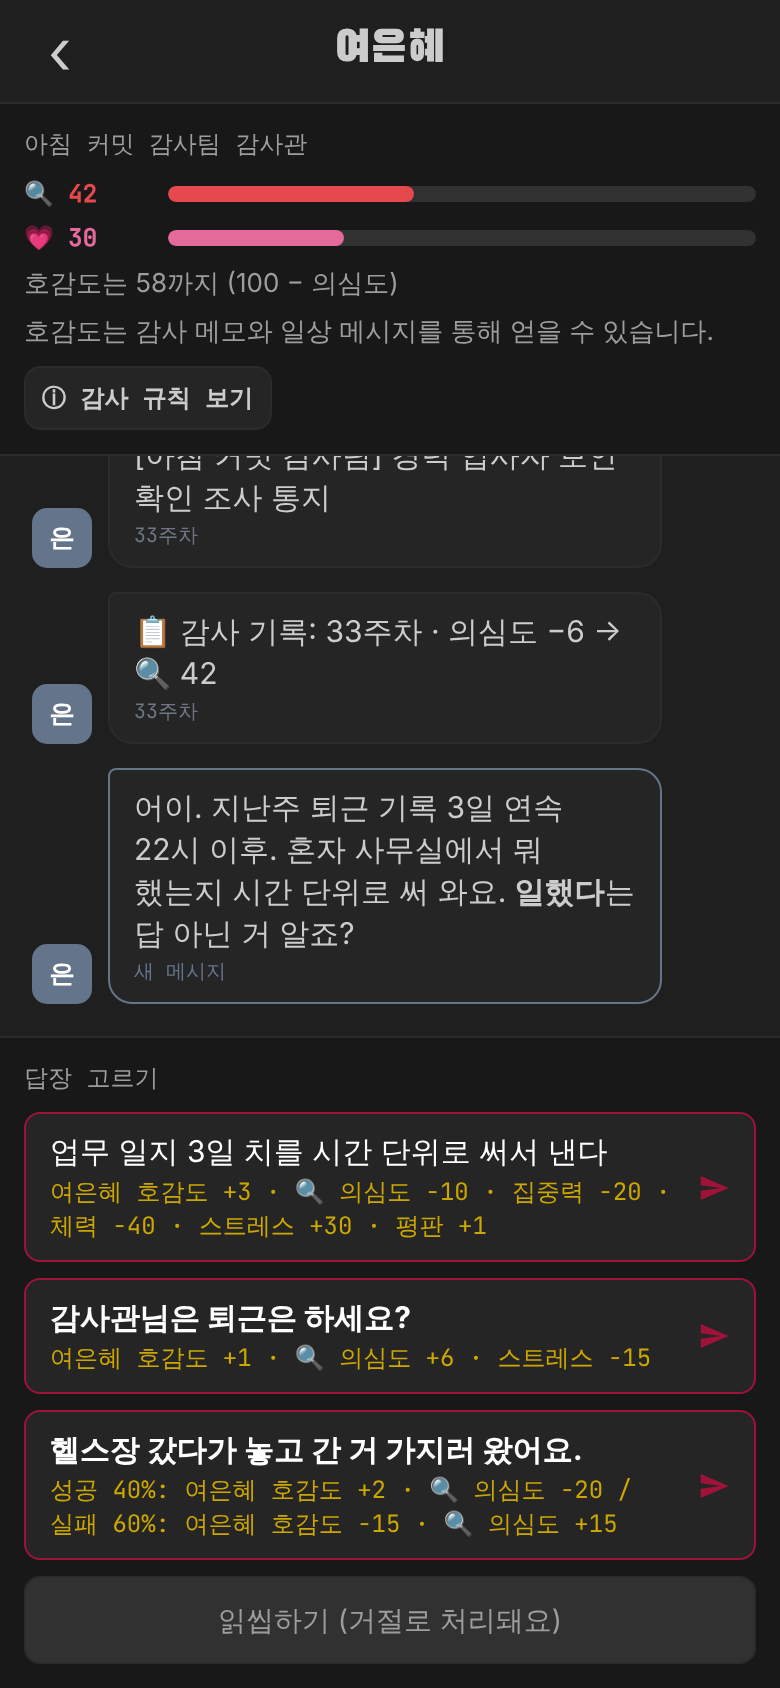 여은혜
아침 커밋 감사팀 감사관
🔍 42
💗 30
호감도는 58까지 (100 − 의심도)
호감도는 감사 메모와 일상 메시지를 통해 얻을 수 있습니다.
ⓘ 감사 규칙 보기
[아침 커밋 감사팀] 경력 입사자 보안
확인 조사 통지
33주차
은
📋 감사 기록: 33주차 · 의심도 −6 →
🔍 42
33주차
은
어이. 지난주 퇴근 기록 3일 연속
22시 이후. 혼자 사무실에서 뭐
했는지 시간 단위로 써 와요. 일했다는
답 아닌 거 알죠?
새 메시지
은
답장 고르기
업무 일지 3일 치를 시간 단위로 써서 낸다
여은혜 호감도 +3 · 🔍 의심도 -10 · 집중력 -20 ·
체력 -40 · 스트레스 +30 · 평판 +1
감사관님은 퇴근은 하세요?
여은혜 호감도 +1 · 🔍 의심도 +6 · 스트레스 -15
헬스장 갔다가 놓고 간 거 가지러 왔어요.
성공 40%: 여은혜 호감도 +2 · 🔍 의심도 -20 /
실패 60%: 여은혜 호감도 -15 · 🔍 의심도 +15
읽씹하기 (거절로 처리돼요)